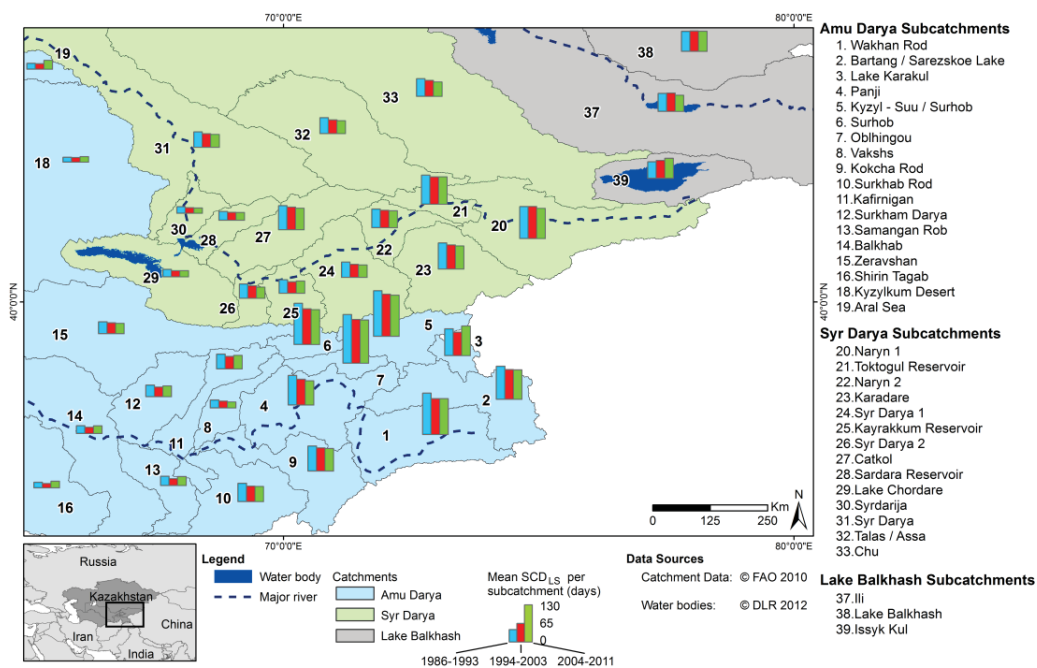 70°0'0"E
80°0'0"E
40°0'0"N
40°0'0"N
19
38
33
37
32
31
18
39
30
28
27
21
20
22
29
24
23
26
25
15
5
6
3
7
12
4
2
8
14
1
11
9
13
10
16
N
Km
0 125 250
70°0'0"E
80°0'0"E
Amu Darya Subcatchments
1. Wakhan Rod
2. Bartang / Sarezskoe Lake
3. Lake Karakul
4. Panji
5. Kyzyl - Suu / Surhob
6. Surhob
7. Oblhingou
8. Vakshs
9. Kokcha Rod
10.Surkhab Rod
11.Kafirnigan
12.Surkham Darya
13.Samangan Rob
14.Balkhab
15.Zeravshan
16.Shirin Tagab
18.Kyzylkum Desert
19.Aral Sea
Syr Darya Subcatchments
20.Naryn 1
21.Toktogul Reservoir
22.Naryn 2
23.Karadare
24.Syr Darya 1
25.Kayrakkum Reservoir
26.Syr Darya 2
27.Catkol
28.Sardara Reservoir
29.Lake Chordare
30.Syrdarija
31.Syr Darya
32.Talas / Assa
33.Chu
Lake Balkhash Subcatchments
37.Ili
38.Lake Balkhash
39.Issyk Kul
Russia
Kazakhstan
China
Iran
India
Legend
Water body
Major river
Catchments
Amu Darya
Syr Darya
Lake Balkhash
Mean SCD LS per
subcatchment (days)
130
65
0
1986-1993 1994-2003 2004-2011
Data Sources
Catchment Data: © FAO 2010
Water bodies: © DLR 2012